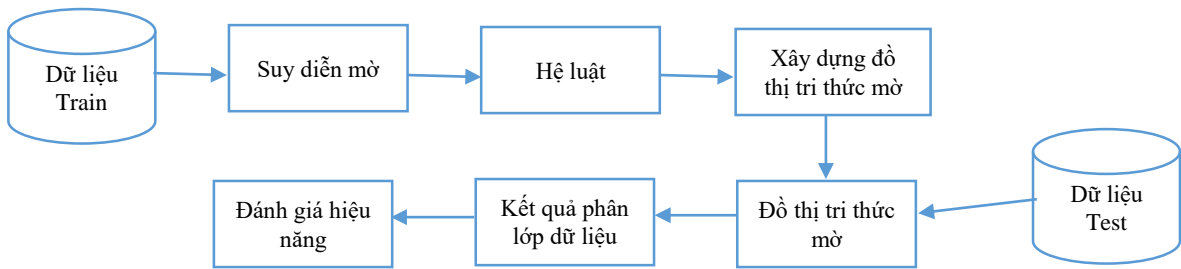 Dữ liệu
Train
Suy diễn mờ
Hệ luật
Xây dựng đồ
thị tri thức mờ
Đánh giá hiệu
năng
Kết quả phân
lớp dữ liệu
Đồ thị tri thức
mờ
Dữ liệu
Test